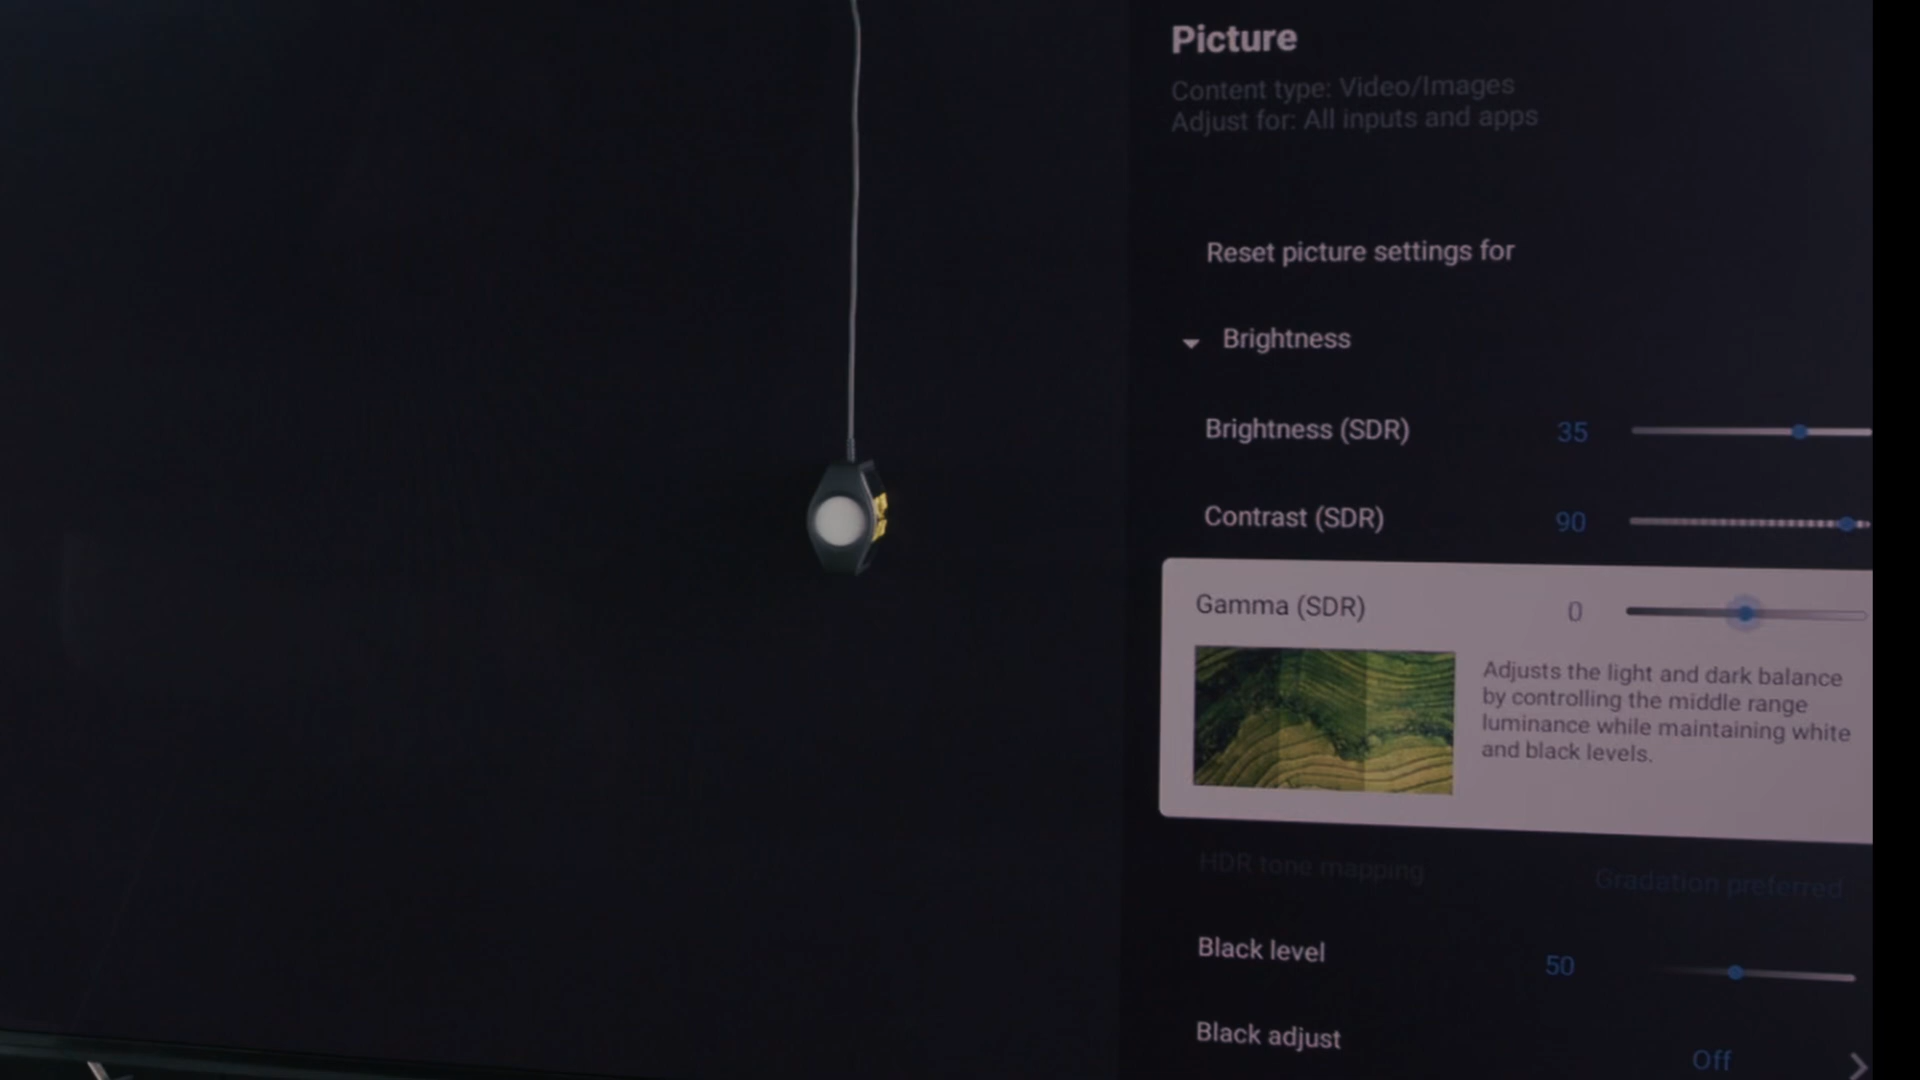 Picture
Content type: Video/Images
Adjust for: All inputs and apps
Reset picture settings for
Brightness
Brightness (SDR) 35
Contrast (SDR) 90
Gamma (SDR) 0
Adjusts the light and dark balance
by controlling the middle range
luminance while maintaining white
and black levels.
HDR tone mapping Gradation preferred
Black level 50
Black adjust Off